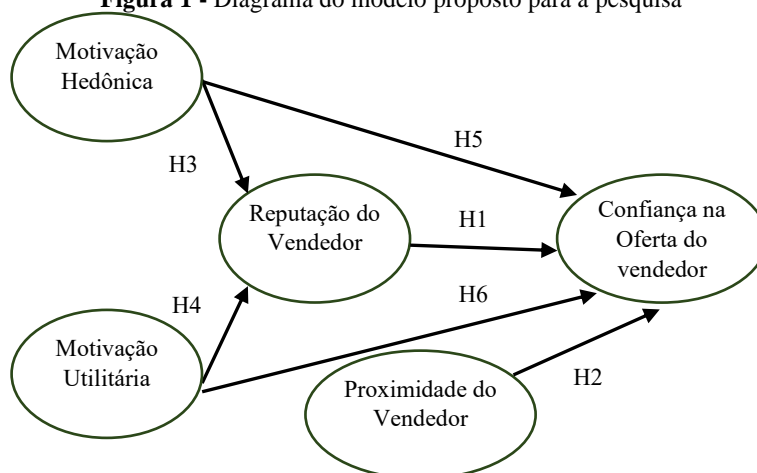 Figura 1 - Diagrama do modelo proposto para a pesquisa
Motivação
Hedônica
H5
H3
Reputação do
Vendedor
H1
Confiança na
Oferta do
vendedor
H4
H6
Motivação
Utilitária
Proximidade do
Vendedor
H2